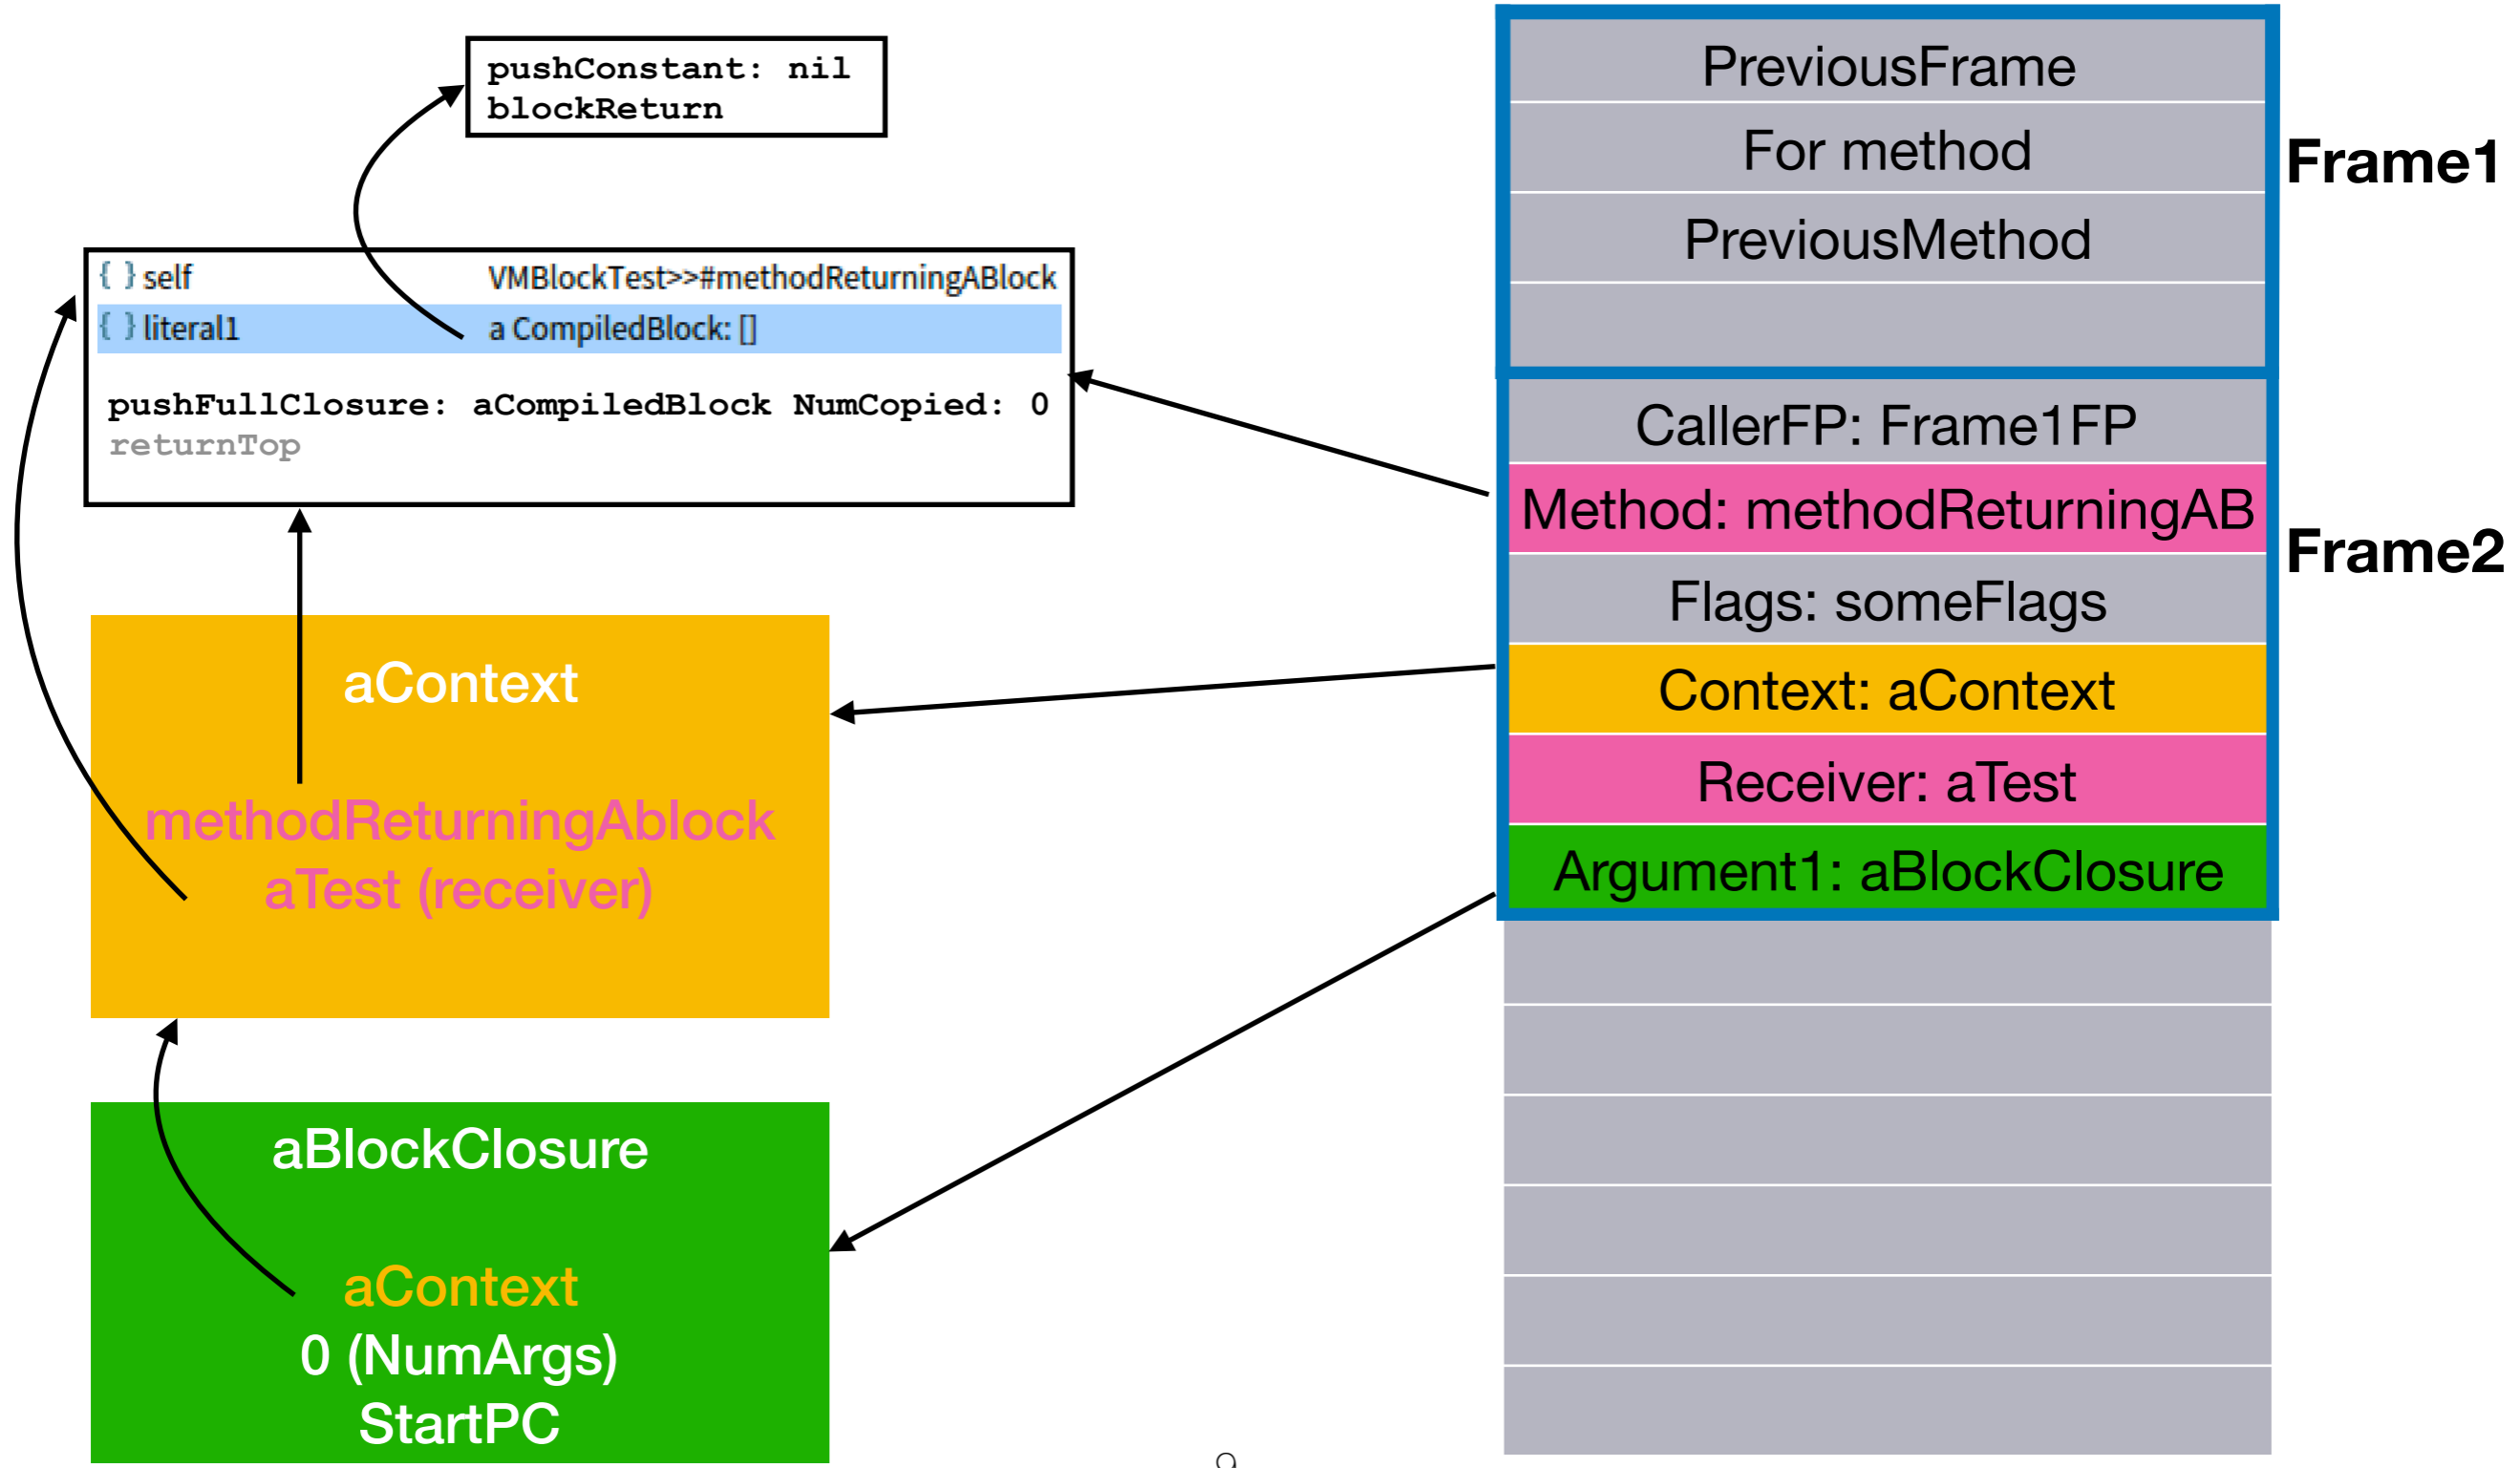 pushConstant: nil
blockReturn
{ } self VMBlockTest>>#methodReturningABlock
{ } literal1 a CompiledBlock: []
pushFullClosure: aCompiledBlock NumCopied: 0
returnTop
aContext
methodReturningAblock
aTest (receiver)
aBlockClosure
aContext
0 (NumArgs)
StartPC
PreviousFrame
For method
PreviousMethod
Frame1
CallerFP: Frame1FP
Method: methodReturningAB
Flags: someFlags
Context: aContext
Receiver: aTest
Argument1: aBlockClosure
Frame2